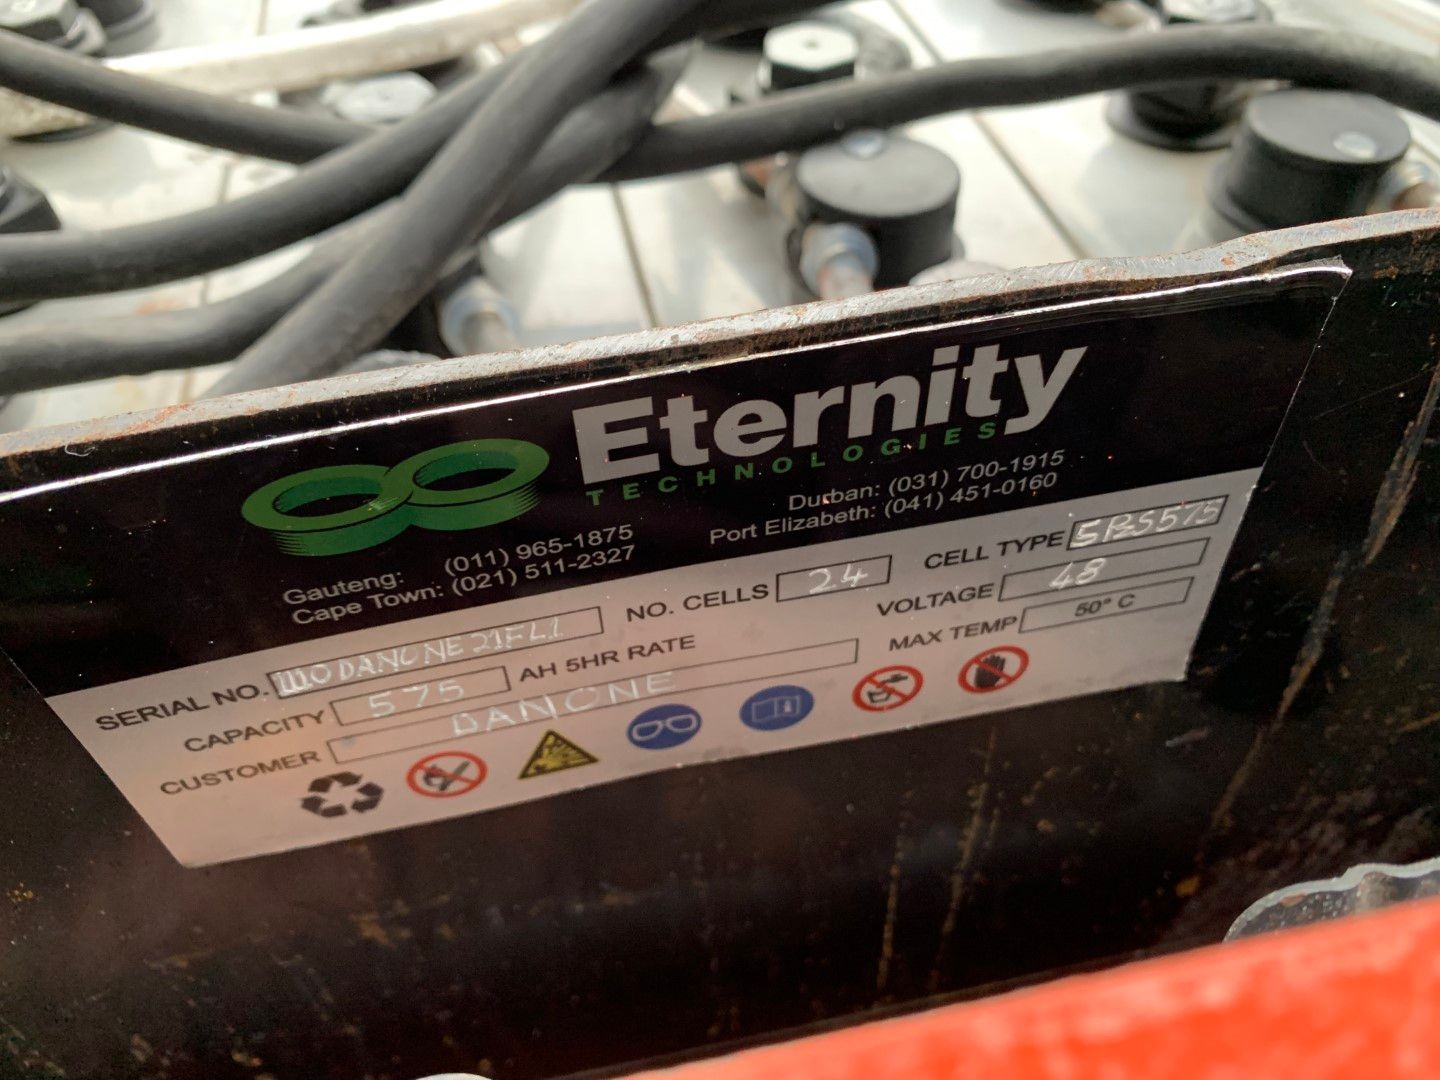 Eternity
TECHNOLOGIES
Gauteng: (011) 965-1875
Cape Town: (021) 511-2327
Durban: (031) 700-1915
Port Elizabeth: (041) 451-0160
SERIAL NO. DANONE21FL1
NO. CELLS 24
CELL TYPE 5PzS575
CAPACITY 575 AH 5HR RATE
VOLTAGE 48
CUSTOMER DANONE
MAX TEMP 50° C